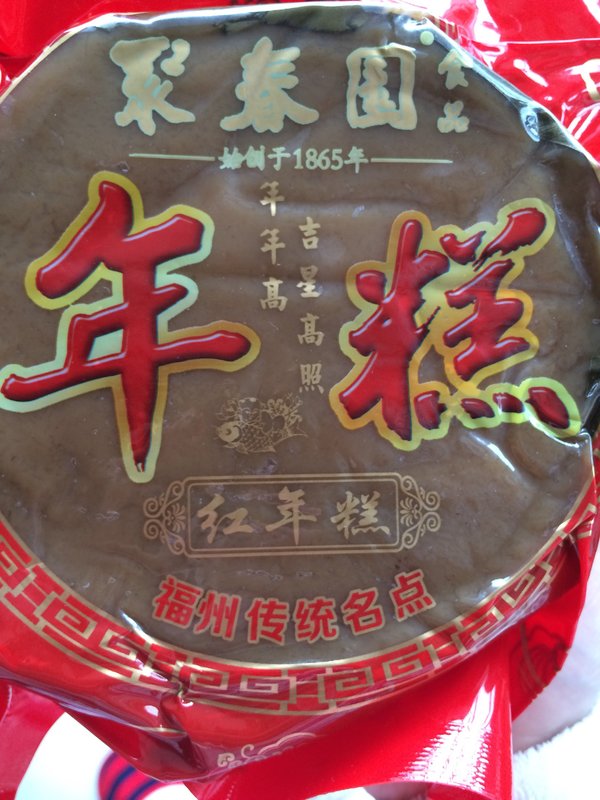 聚春园食品
始创于1865年
年糕
年年高
吉星高照
红年糕
福州传统名点